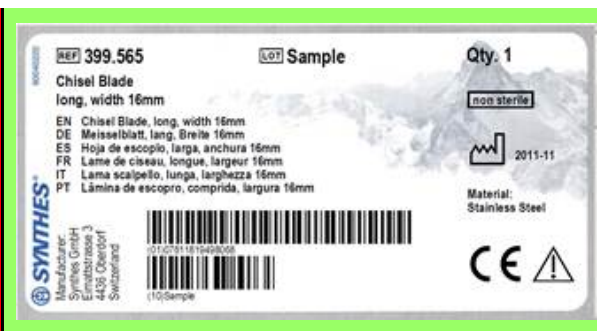 REF 399.565
LOT Sample
Qty. 1
Chisel Blade
long, width 16mm
non sterile
EN Chisel Blade, long, width 16mm
DE Meisselblatt, lang, Breite 16mm
ES Hoja de escoplo, larga, anchura 16mm
FR Lame de ciseau, longue, largeur 16mm
IT Lama scalpello, lunga, larghezza 16mm
PT Lâmina de escopro, comprida, largura 16mm
2011-11
Material:
Stainless Steel
SYNTHES
Manufacturer:
Synthes GmbH
Eimattstrasse 3
4436 Oberdorf
Switzerland
(10)Sample
CE